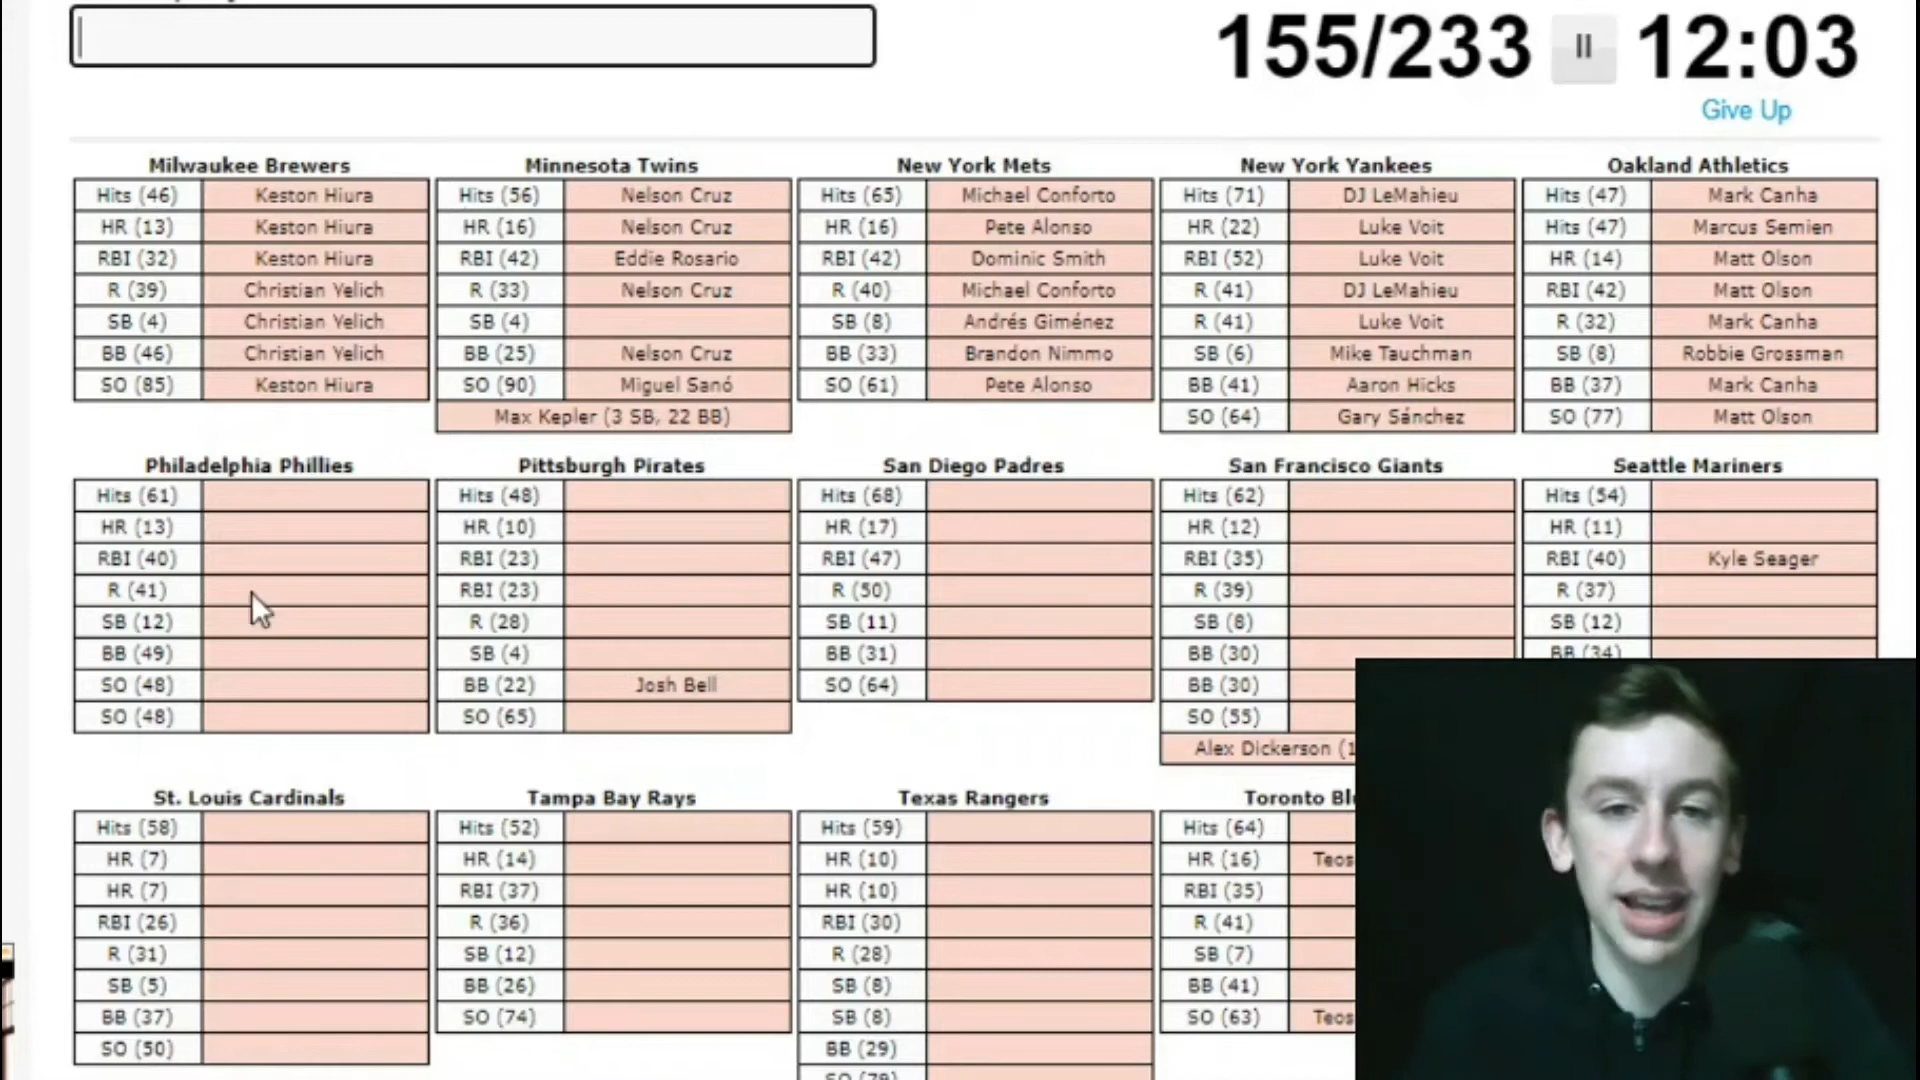 155/233
12:03
Give Up
Milwaukee Brewers
Hits (46) Keston Hiura
HR (13) Keston Hiura
RBI (32) Keston Hiura
R (39) Christian Yelich
SB (4) Christian Yelich
BB (46) Christian Yelich
SO (85) Keston Hiura
Minnesota Twins
Hits (56) Nelson Cruz
HR (16) Nelson Cruz
RBI (42) Eddie Rosario
R (33) Nelson Cruz
SB (4)
BB (25) Nelson Cruz
SO (90) Miguel Sanó
Max Kepler (3 SB, 22 BB)
New York Mets
Hits (65) Michael Conforto
HR (16) Pete Alonso
RBI (42) Dominic Smith
R (40) Michael Conforto
SB (8) Andrés Giménez
BB (33) Brandon Nimmo
SO (61) Pete Alonso
New York Yankees
Hits (71) DJ LeMahieu
HR (22) Luke Voit
RBI (52) Luke Voit
R (41) DJ LeMahieu
R (41) Luke Voit
SB (6) Mike Tauchman
BB (41) Aaron Hicks
SO (64) Gary Sánchez
Oakland Athletics
Hits (47) Mark Canha
Hits (47) Marcus Semien
HR (14) Matt Olson
RBI (42) Matt Olson
R (32) Mark Canha
SB (8) Robbie Grossman
BB (37) Mark Canha
SO (77) Matt Olson
Philadelphia Phillies
Hits (61)
HR (13)
RBI (40)
R (41)
SB (12)
BB (49)
SO (48)
SO (48)
Pittsburgh Pirates
Hits (48)
HR (10)
RBI (23)
RBI (23)
R (28)
SB (4)
BB (22) Josh Bell
SO (65)
San Diego Padres
Hits (68)
HR (17)
RBI (47)
R (50)
SB (11)
BB (31)
SO (64)
San Francisco Giants
Hits (62)
HR (12)
RBI (35)
R (39)
SB (8)
BB (30)
BB (30)
SO (55)
Alex Dickerson (1
Seattle Mariners
Hits (54)
HR (11)
RBI (40) Kyle Seager
R (37)
SB (12)
BB (34)
St. Louis Cardinals
Hits (58)
HR (7)
HR (7)
RBI (26)
R (31)
SB (5)
BB (37)
SO (50)
Tampa Bay Rays
Hits (52)
HR (14)
RBI (37)
R (36)
SB (12)
BB (26)
SO (74)
Texas Rangers
Hits (59)
HR (10)
HR (10)
RBI (30)
R (28)
SB (8)
SB (8)
BB (29)
Toronto Bl
Hits (64)
HR (16) Teos
RBI (35)
R (41)
SB (7)
BB (41)
SO (63) Teos